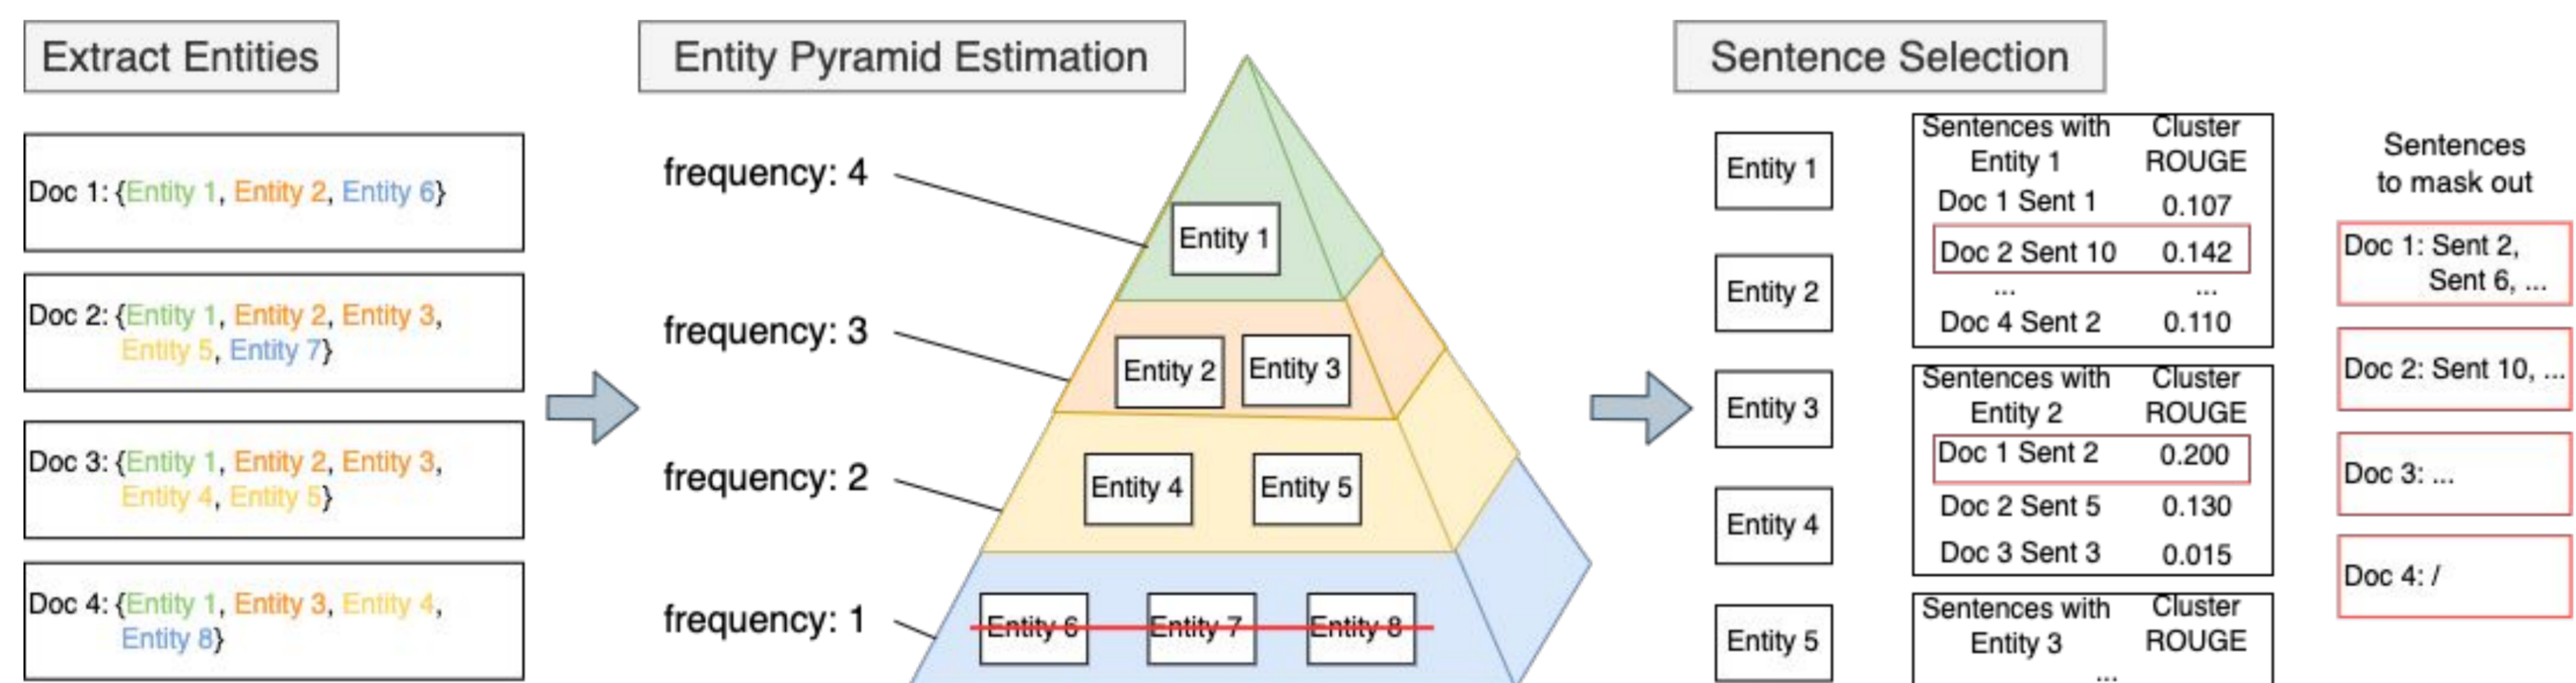 Extract Entities
Doc 1: {Entity 1, Entity 2, Entity 6}
Doc 2: {Entity 1, Entity 2, Entity 3,
Entity 5, Entity 7}
Doc 3: {Entity 1, Entity 2, Entity 3,
Entity 4, Entity 5}
Doc 4: {Entity 1, Entity 3, Entity 4,
Entity 8}
Entity Pyramid Estimation
frequency: 4
Entity 1
frequency: 3
Entity 2 Entity 3
frequency: 2
Entity 4 Entity 5
frequency: 1
Entity 6 Entity 7 Entity 8
Sentence Selection
Entity 1
Entity 2
Entity 3
Entity 4
Entity 5
Sentences with Cluster
Entity 1 ROUGE
Doc 1 Sent 1 0.107
Doc 2 Sent 10 0.142
... ...
Doc 4 Sent 2 0.110
Sentences with Cluster
Entity 2 ROUGE
Doc 1 Sent 2 0.200
Doc 2 Sent 5 0.130
Doc 3 Sent 3 0.015
Sentences with Cluster
Entity 3 ROUGE
...
Sentences
to mask out
Doc 1: Sent 2,
Sent 6, ...
Doc 2: Sent 10, ...
Doc 3: ...
Doc 4: /